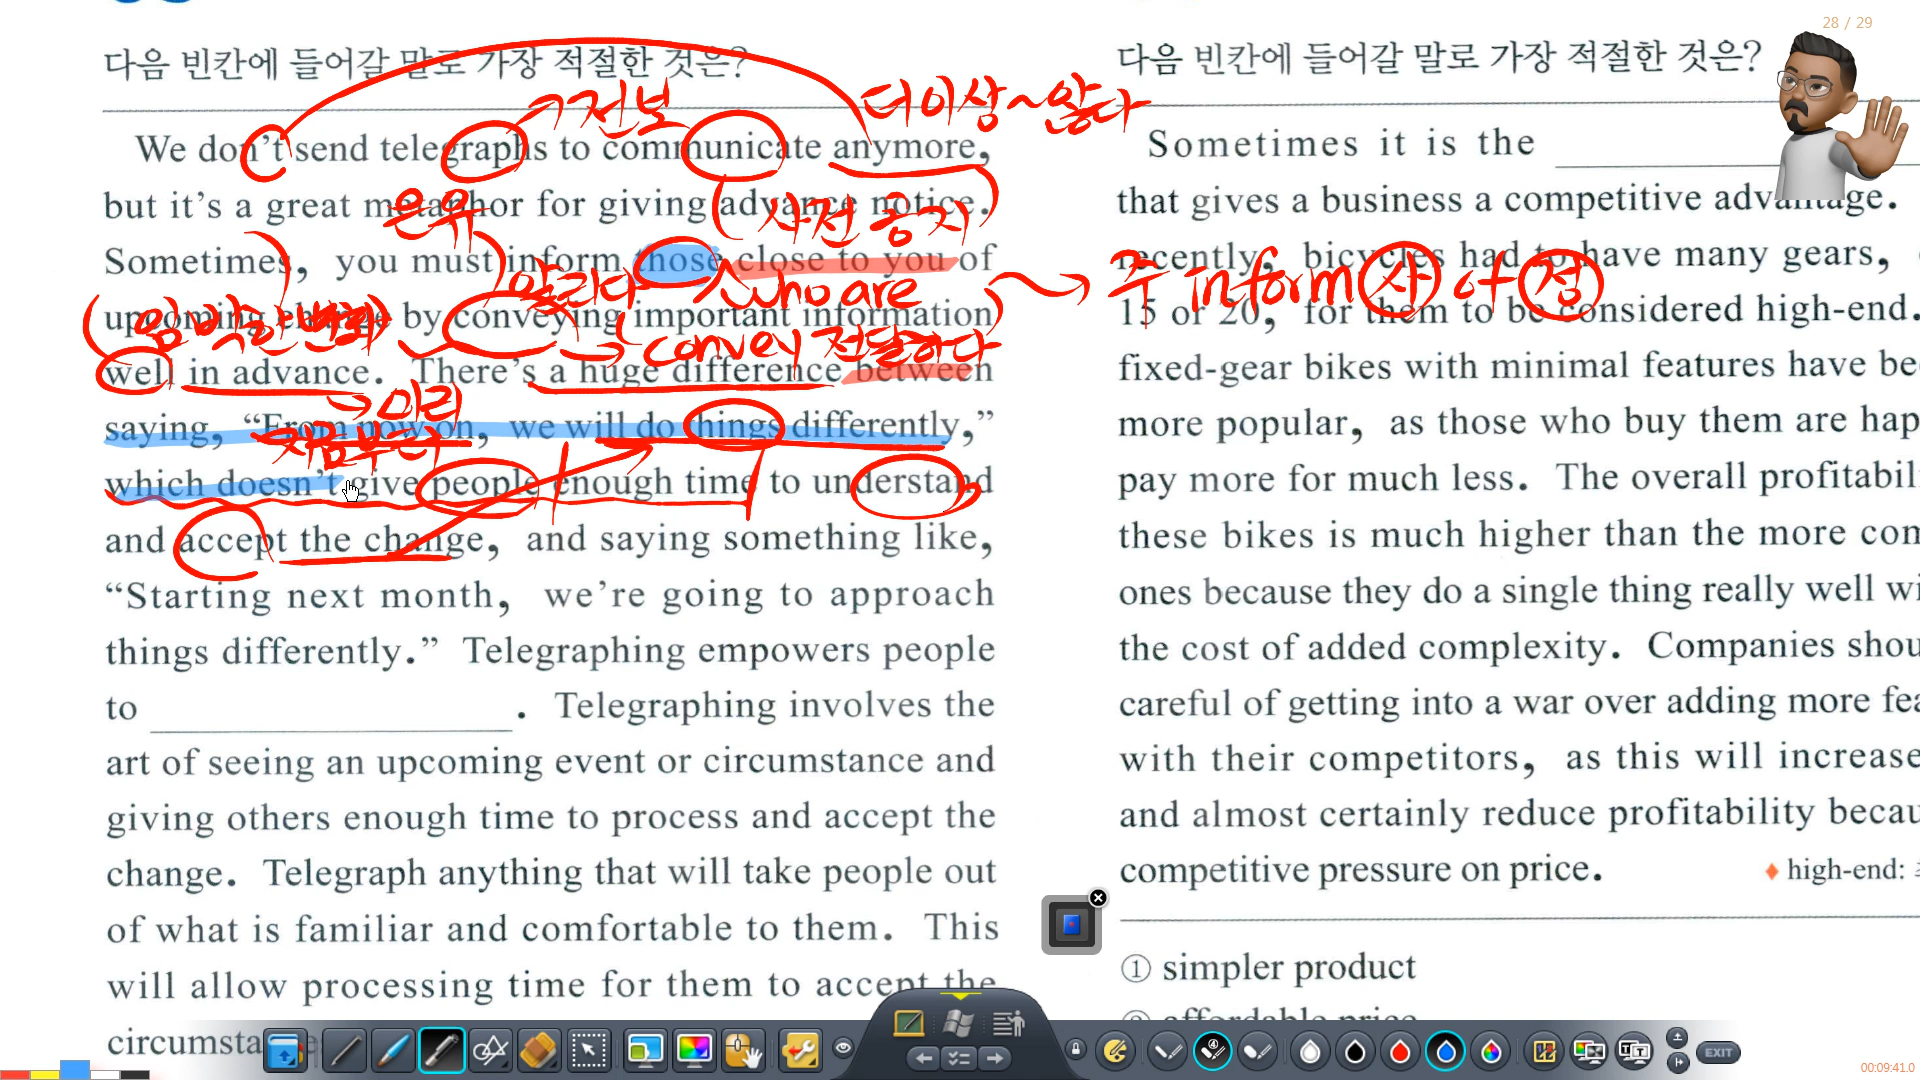 28 / 29
다음 빈칸에 들어갈 말로 가장 적절한 것은?
We don't send telegraphs to communicate anymore,
but it's a great metaphor for giving advance notice.
Sometimes, you must inform those close to you of
upcoming change by conveying important information
well in advance. There's a huge difference between
saying, “From now on, we will do things differently,”
which doesn't give people enough time to understand
and accept the change, and saying something like,
“Starting next month, we're going to approach
things differently.” Telegraphing empowers people
to ____________. Telegraphing involves the
art of seeing an upcoming event or circumstance and
giving others enough time to process and accept the
change. Telegraph anything that will take people out
of what is familiar and comfortable to them. This
will allow processing time for them to accept the
전보
더 이상 ~ 않다
은유
사전 공지
알리다
who are
임박한 변화
convey 전달하다
미리
지금부터
주 inform 사 of 정
다음 빈칸에 들어갈 말로 가장 적절한 것은?
Sometimes it is the ____________
that gives a business a competitive advantage.
recently, bicycles had to have many gears,
15 or 20, for them to be considered high-end.
fixed-gear bikes with minimal features have
more popular, as those who buy them are
pay more for much less. The overall
these bikes is much higher than the more
ones because they do a single thing really well
the cost of added complexity. Companies
careful of getting into a war over adding more
with their competitors, as this will increase
and almost certainly reduce profitability
competitive pressure on price.
♦ high-end:
① simpler product
affordable price
EXIT
00:09:41.0